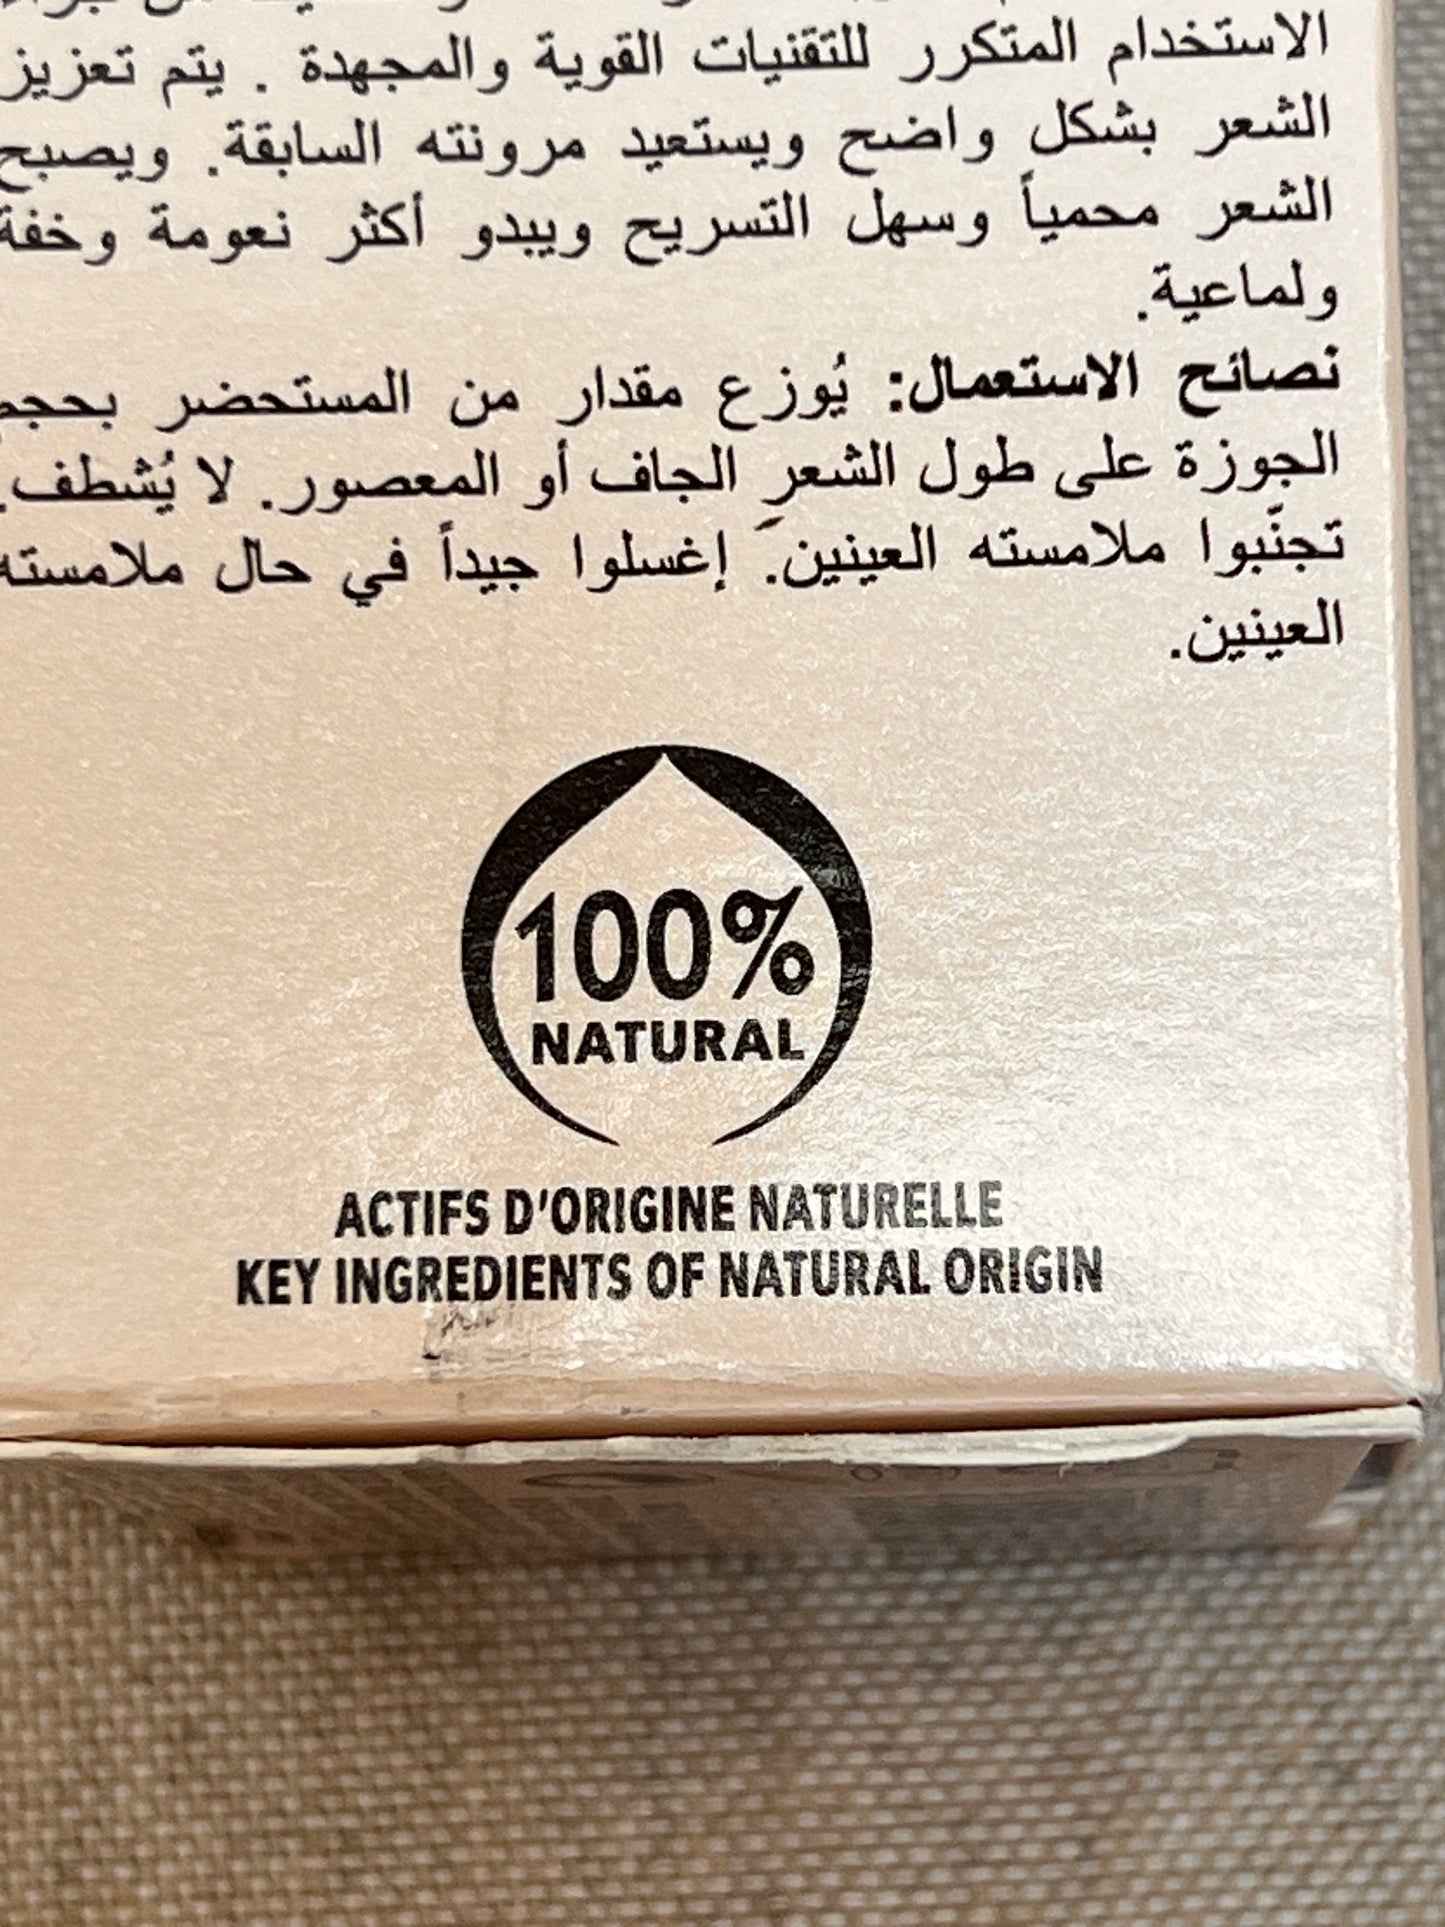 الاستخدام المتكرر للتقنيات القوية والمجهدة . يتم تعزيز
الشعر بشكل واضح ويستعيد مرونته السابقة. ويصبح
الشعر محمياً وسهل التسريح ويبدو أكثر نعومة وخفة
ولماعية.
نصائح الاستعمال: يُوزع مقدار من المستحضر بحجم
الجوزة على طول الشعرِ الجاف أو المعصور. لا يُشطف.
تجنّبوا ملامسته العينينَ. إغسلوا جيداً في حال ملامسته
العينين.
100%
NATURAL
ACTIFS D'ORIGINE NATURELLE
KEY INGREDIENTS OF NATURAL ORIGIN